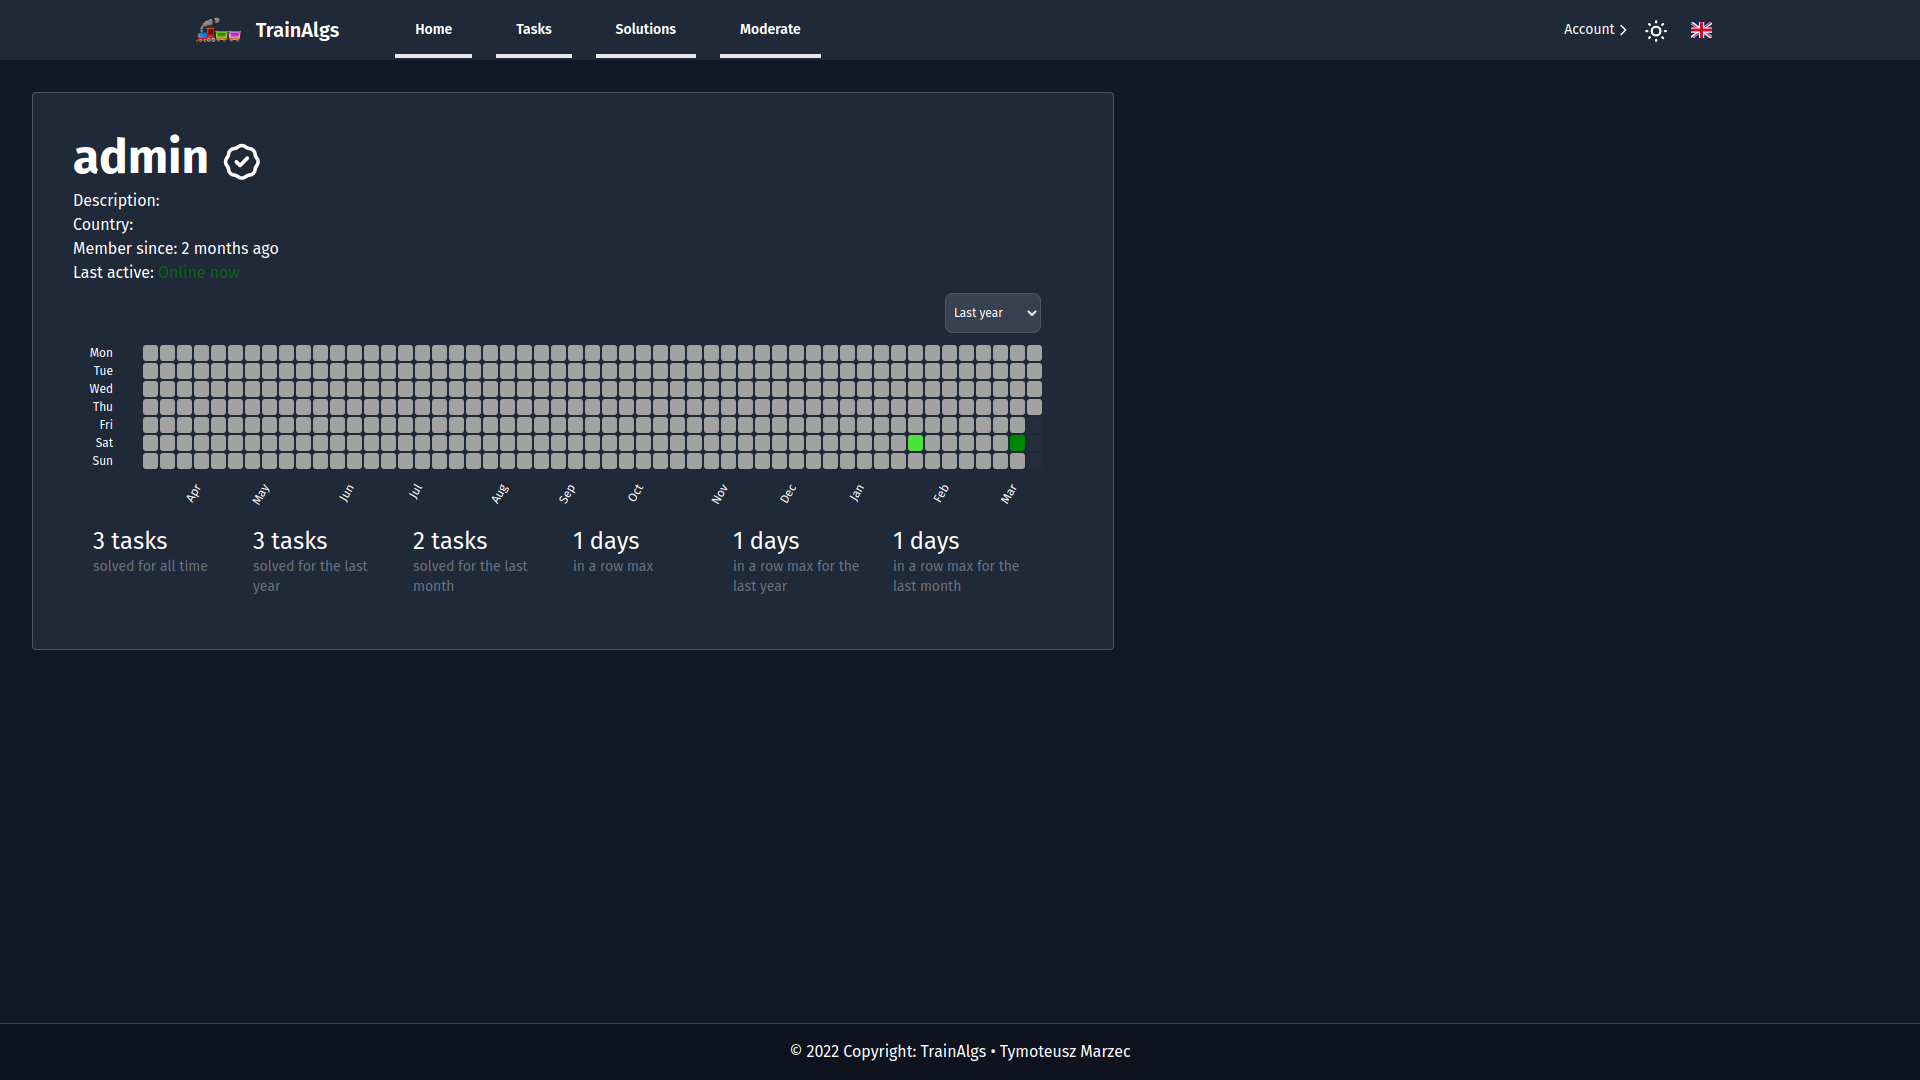 TrainAlgs Home Tasks Solutions Moderate Account
admin
Description:
Country:
Member since: 2 months ago
Last active: Online now
Last year
Mon
Tue
Wed
Thu
Fri
Sat
Sun
Apr May Jun Jul Aug Sep Oct Nov Dec Jan Feb Mar
3 tasks 3 tasks 2 tasks 1 days 1 days 1 days
solved for all time solved for the last solved for the last in a row max in a row max for the in a row max for the
year month last year last month
© 2022 Copyright: TrainAlgs • Tymoteusz Marzec